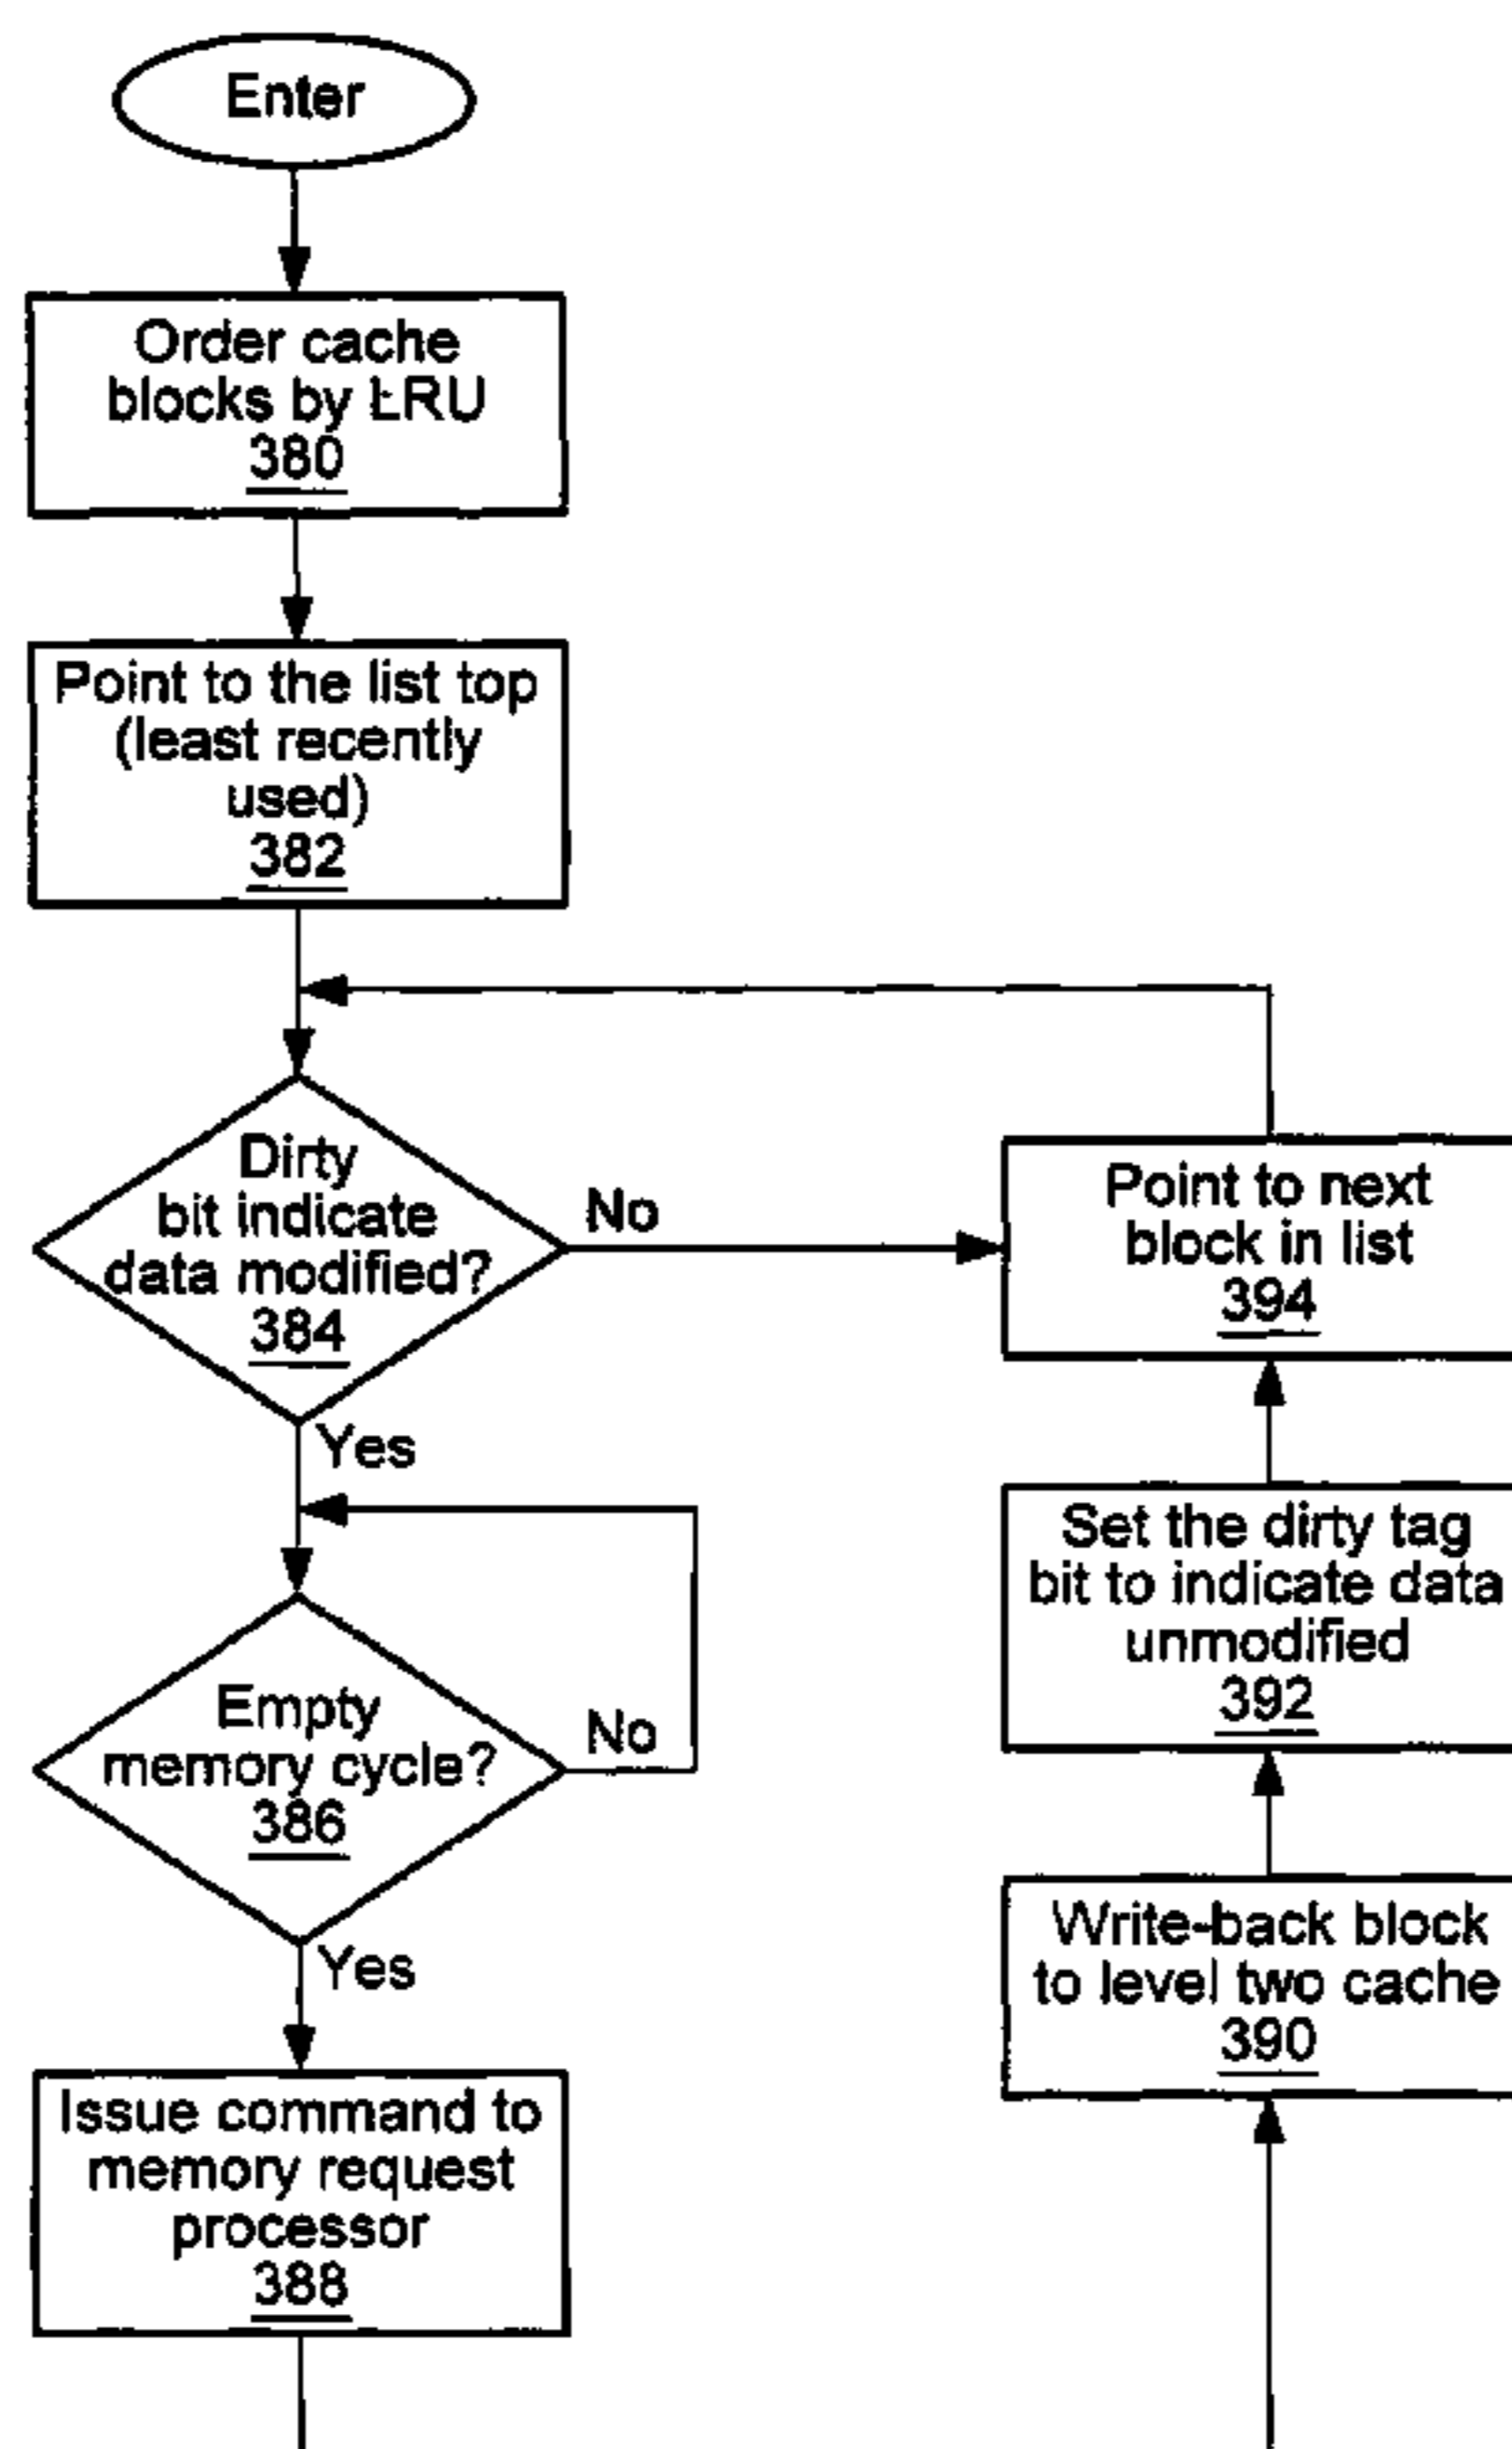 Enter
Order cache
blocks by LRU
380
Point to the list top
(least recently
used)
382
Dirty
bit indicate
data modified?
384
No
Yes
Empty
memory cycle?
386
No
Yes
Issue command to
memory request
processor
388
Point to next
block in list
394
Set the dirty tag
bit to indicate data
unmodified
392
Write-back block
to level two cache
390